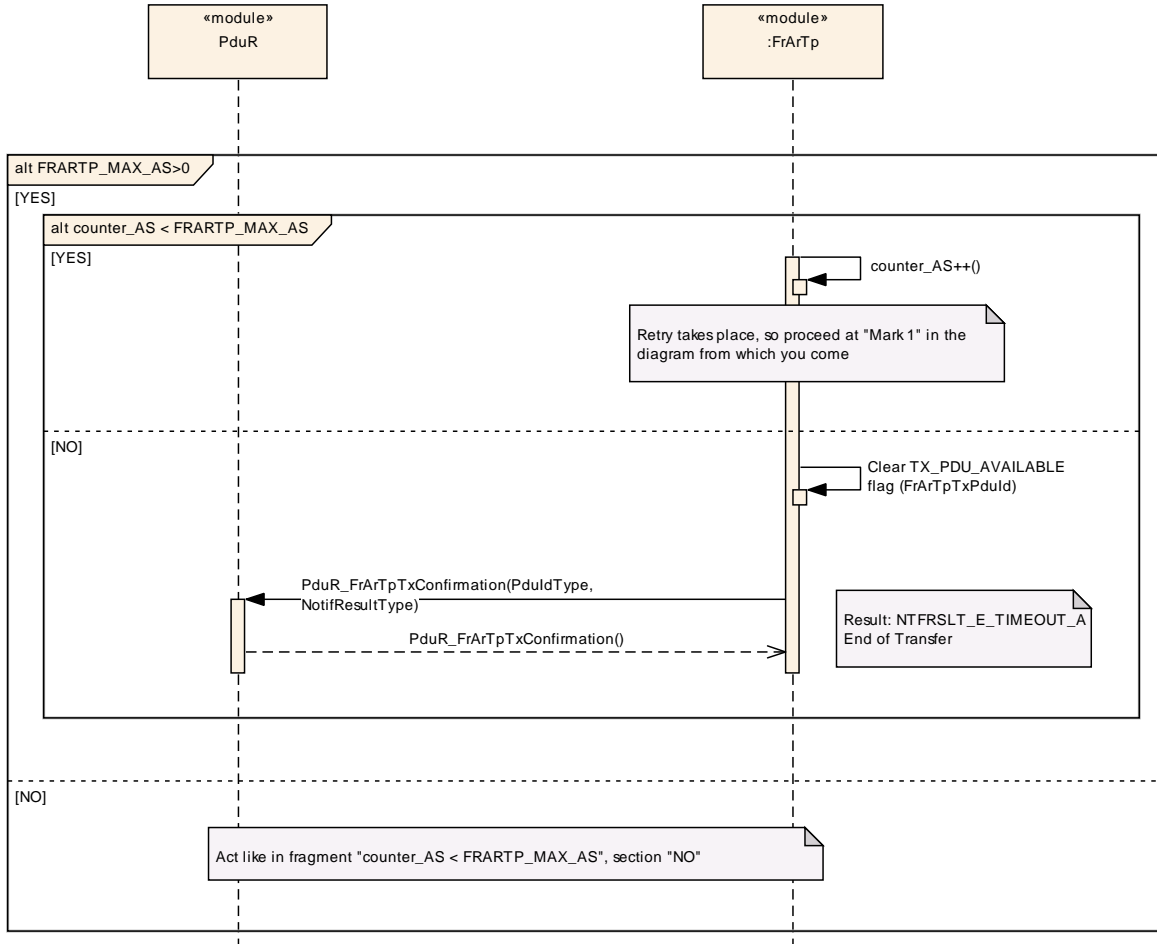 «module»
PduR
«module»
:FrArTp
alt FRARTP_MAX_AS>0
[YES]
alt counter_AS < FRARTP_MAX_AS
[YES]
counter_AS++()
Retry takes place, so proceed at "Mark 1" in the
diagram from which you come
[NO]
Clear TX_PDU_AVAILABLE
flag (FrArTpTxPduId)
PduR_FrArTpTxConfirmation(PduIdType,
NotifResultType)
Result: NTFRSLT_E_TIMEOUT_A
End of Transfer
PduR_FrArTpTxConfirmation()
[NO]
Act like in fragment "counter_AS < FRARTP_MAX_AS", section "NO"